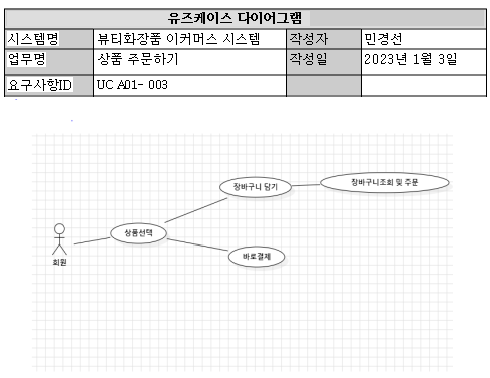 유즈케이스 다이어그램
시스템명 뷰티화장품 이커머스 시스템 작성자 민경선
업무명 상품 주문하기 작성일 2023년 1월 3일
요구사항ID UC A01- 003
장바구니 담기
장바구니조회 및 주문
상품선택
바로결제
회원